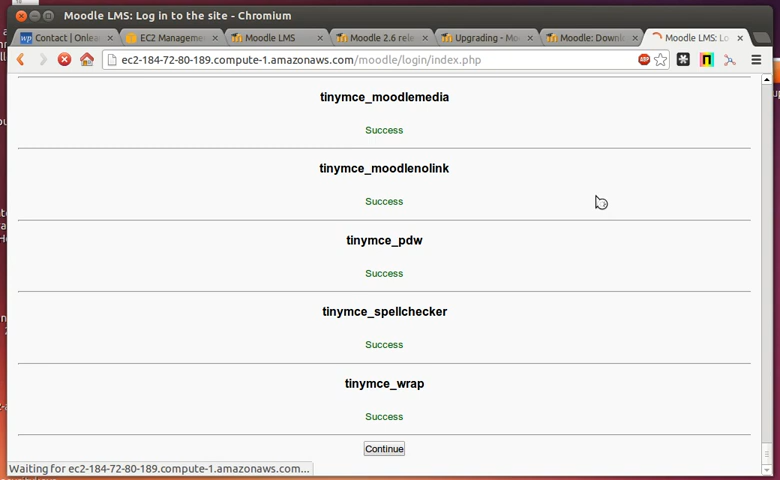 Moodle LMS: Log in to the site - Chromium
Contact | Onlea
EC2 Manageme
Moodle LMS
Moodle 2.6 rele
Upgrading - Moo
Moodle: Downl
Moodle LMS: Lo
ec2-184-72-80-189.compute-1.amazonaws.com/moodle/login/index.php
tinymce_moodlemedia
Success
tinymce_moodlenolink
Success
tinymce_pdw
Success
tinymce_spellchecker
Success
tinymce_wrap
Success
Continue
Waiting for ec2-184-72-80-189.compute-1.amazonaws.com...